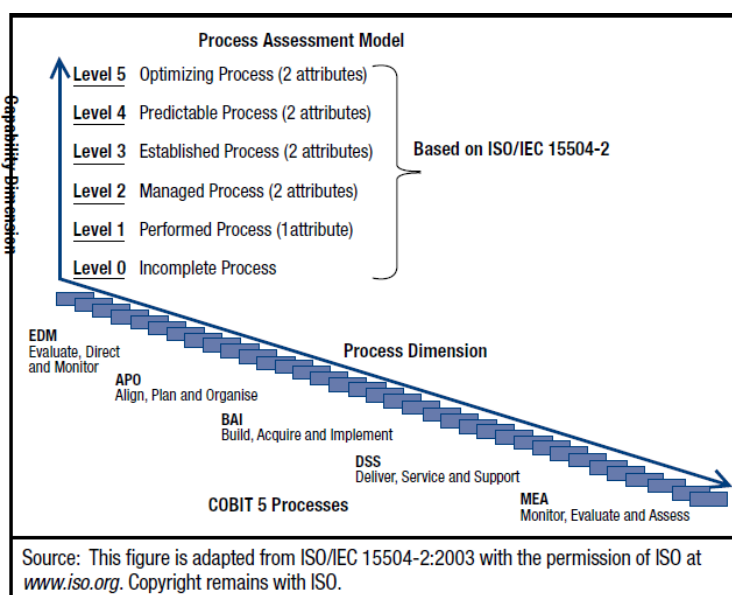 Process Assessment Model
Level 5 Optimizing Process (2 attributes)
Level 4 Predictable Process (2 attributes)
Level 3 Established Process (2 attributes)
Level 2 Managed Process (2 attributes)
Level 1 Performed Process (1attribute)
Level 0 Incomplete Process
Capability Dimension
Based on ISO/IEC 15504-2
EDM
Evaluate, Direct
and Monitor
Process Dimension
APO
Align, Plan and Organise
BAI
Build, Acquire and Implement
DSS
Deliver, Service and Support
MEA
Monitor, Evaluate and Assess
COBIT 5 Processes
Source: This figure is adapted from ISO/IEC 15504-2:2003 with the permission of ISO at
www.iso.org. Copyright remains with ISO.